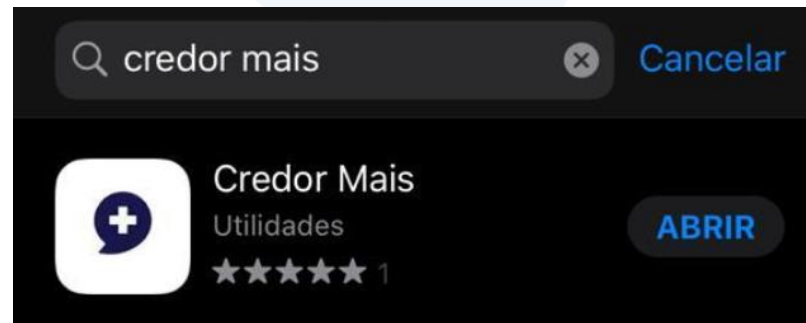 credor mais
Cancelar
Credor Mais
Utilidades
ABRIR
1